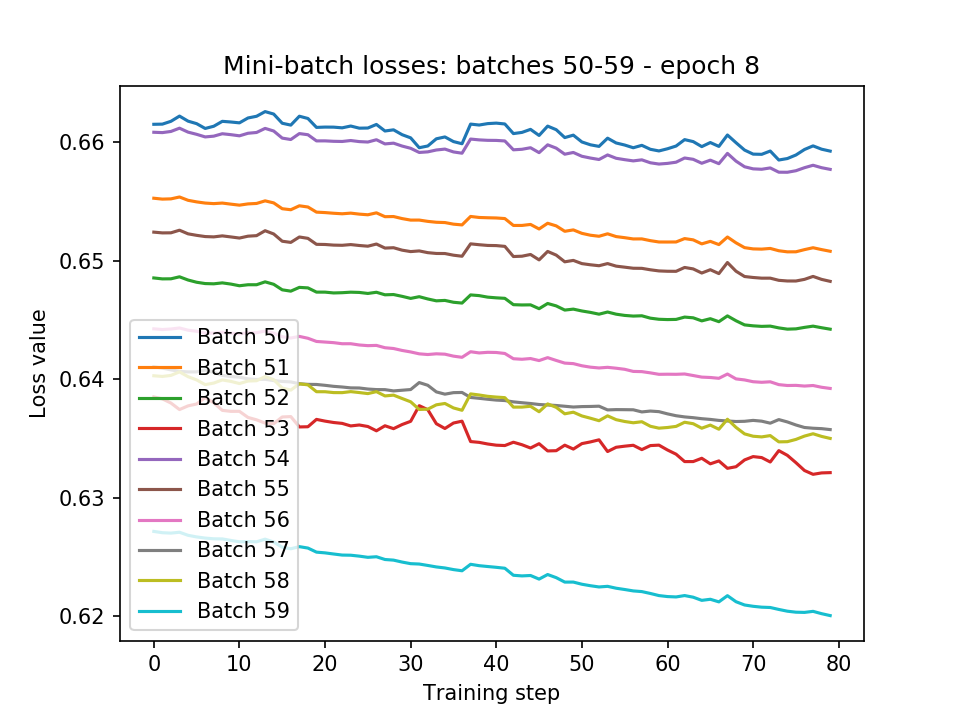 Mini-batch losses: batches 50-59 - epoch 8
Loss value
0.66
0.65
0.64
0.63
0.62
Batch 50
Batch 51
Batch 52
Batch 53
Batch 54
Batch 55
Batch 56
Batch 57
Batch 58
Batch 59
0 10 20 30 40 50 60 70 80
Training step